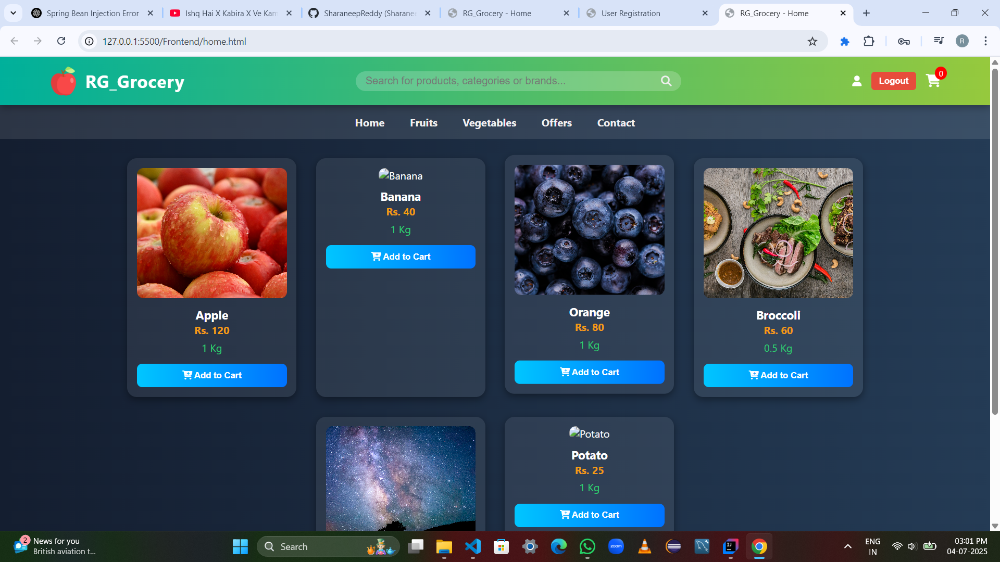 Spring Bean Injection Error
Ishq Hai X Kabira X Ve Kam
SharaneepReddy (Sharane
RG_Grocery - Home
User Registration
RG_Grocery - Home
127.0.0.1:5500/Frontend/home.html
R
RG_Grocery
Search for products, categories or brands...
Logout
0
Home Fruits Vegetables Offers Contact
Apple
Rs. 120
1 Kg
Add to Cart
Banana
Banana
Rs. 40
1 Kg
Add to Cart
Orange
Rs. 80
1 Kg
Add to Cart
Broccoli
Rs. 60
0.5 Kg
Add to Cart
Potato
Potato
Rs. 25
1 Kg
Add to Cart
2
News for you
British aviation t...
Search
zoom
IJ
ENG
IN
03:01 PM
04-07-2025